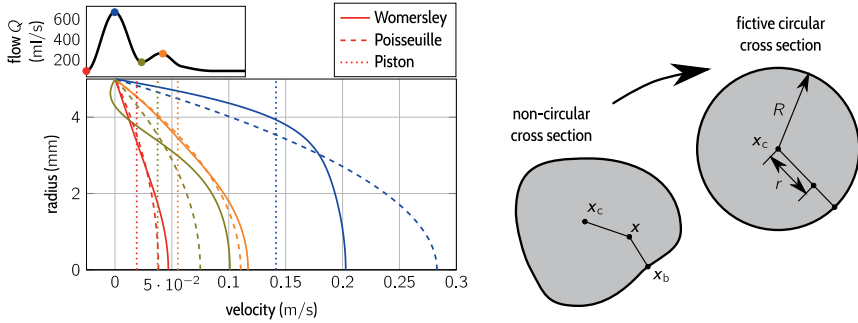 600
400
200
flow Q
(ml/s)
Womersley
Poisseuille
Piston
4
2
0
radius (mm)
0
5 · 10⁻²
0.1
0.15
0.2
0.25
0.3
velocity (m/s)
non-circular
cross section
x_c
x
x_b
fictive circular
cross section
R
x_c
r